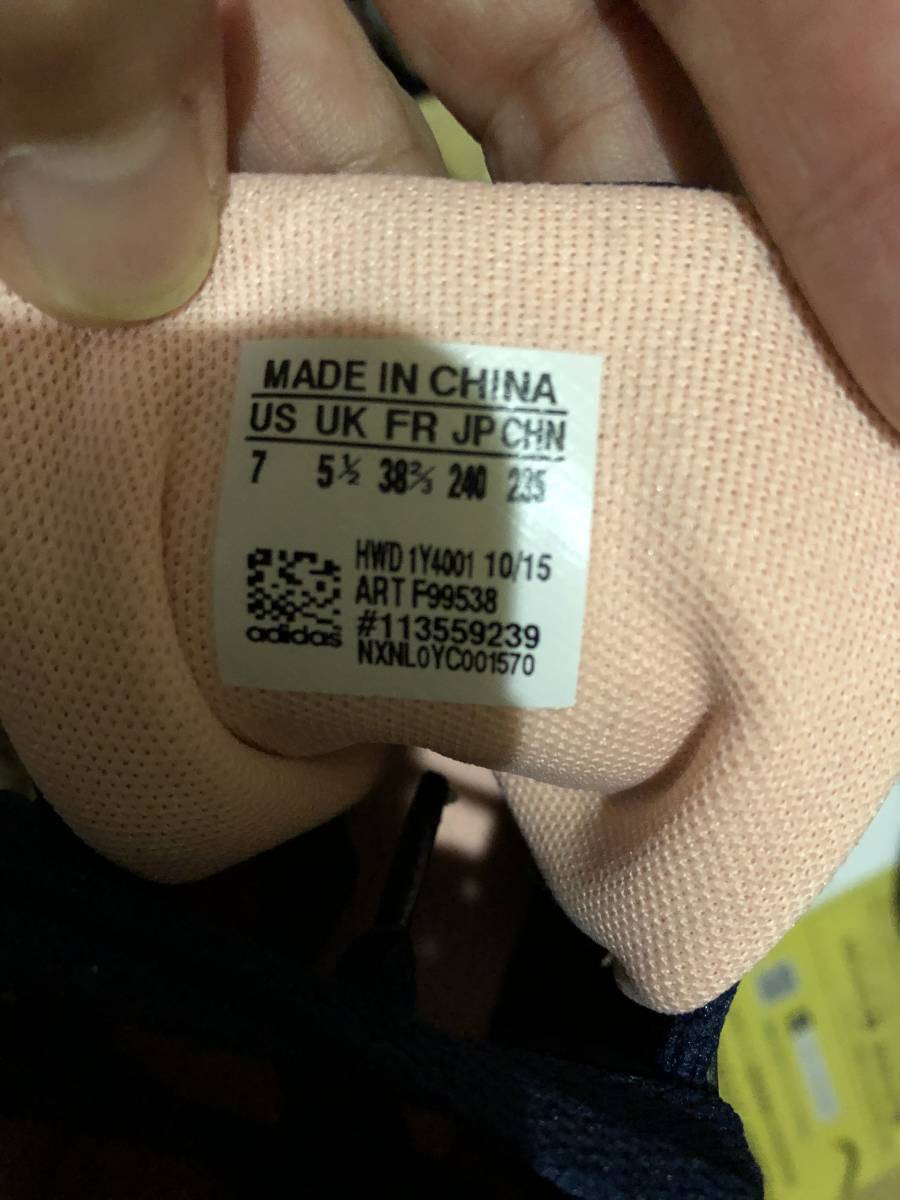 MADE IN CHINA
US UK FR JP CHN
7 5½ 38⅔ 240 235
HWD 1Y4001 10/15
ART F99538
#113559239
NXNL0YC001570
adidas